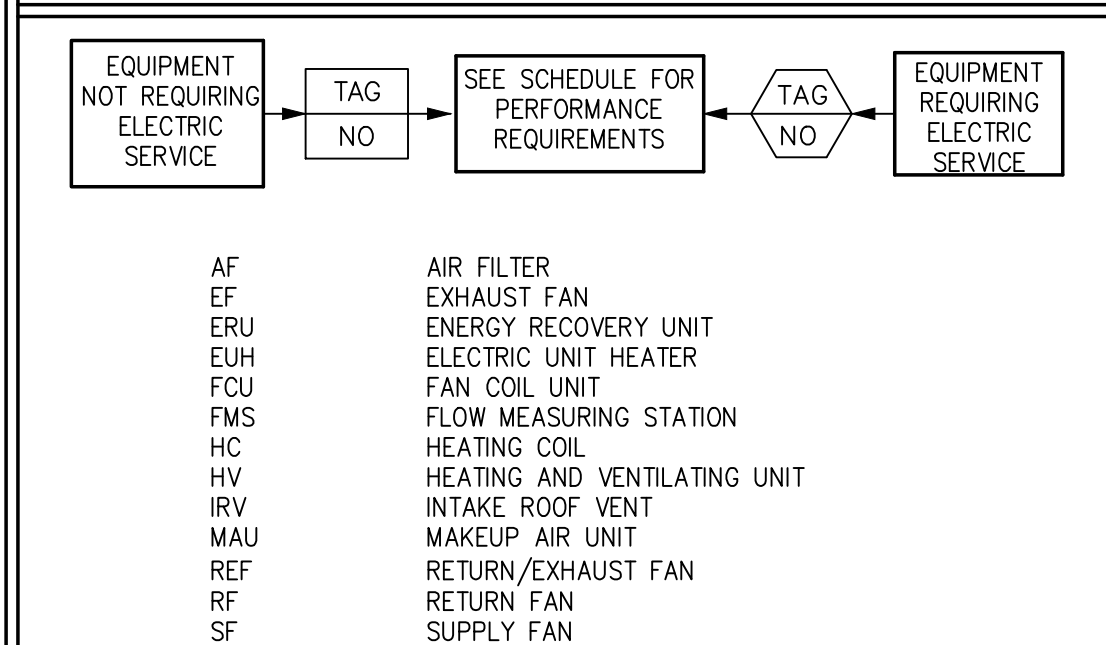 EQUIPMENT
NOT REQUIRING
ELECTRIC
SERVICE
TAG
NO
SEE SCHEDULE FOR
PERFORMANCE
REQUIREMENTS
TAG
NO
EQUIPMENT
REQUIRING
ELECTRIC
SERVICE
AF AIR FILTER
EF EXHAUST FAN
ERU ENERGY RECOVERY UNIT
EUH ELECTRIC UNIT HEATER
FCU FAN COIL UNIT
FMS FLOW MEASURING STATION
HC HEATING COIL
HV HEATING AND VENTILATING UNIT
IRV INTAKE ROOF VENT
MAU MAKEUP AIR UNIT
REF RETURN/EXHAUST FAN
RF RETURN FAN
SF SUPPLY FAN